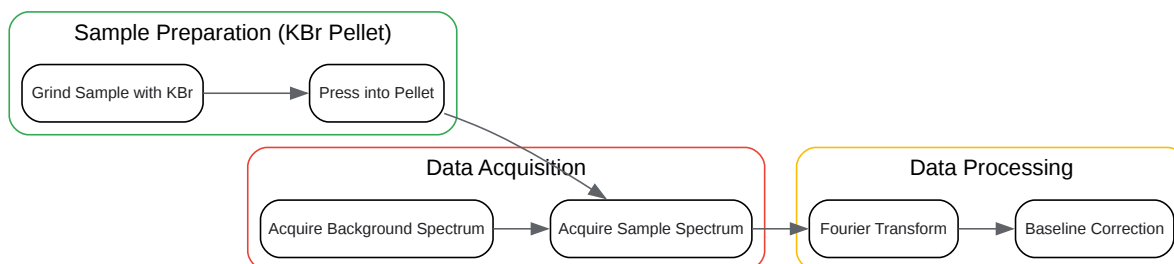 Sample Preparation (KBr Pellet)
Grind Sample with KBr
Press into Pellet
Data Acquisition
Acquire Background Spectrum
Acquire Sample Spectrum
Data Processing
Fourier Transform
Baseline Correction